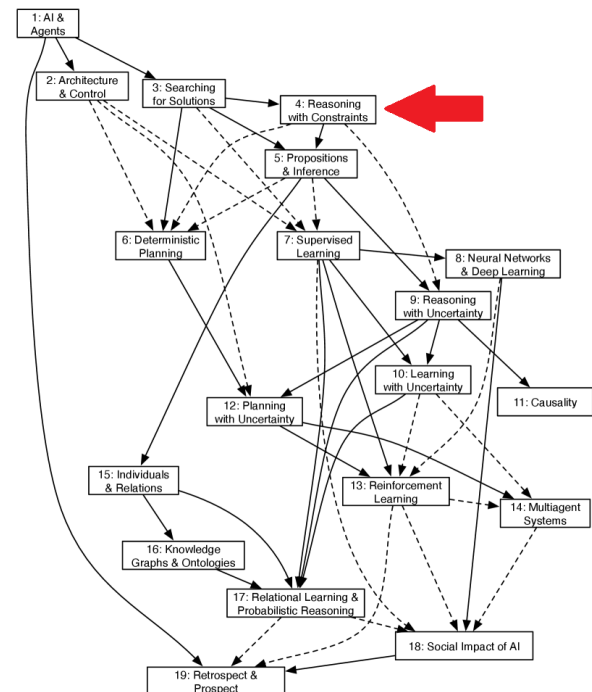 1: AI &
Agents
2: Architecture
& Control
3: Searching
for Solutions
4: Reasoning
with Constraints
5: Propositions
& Inference
6: Deterministic
Planning
7: Supervised
Learning
8: Neural Networks
& Deep Learning
9: Reasoning
with Uncertainty
10: Learning
with Uncertainty
11: Causality
12: Planning
with Uncertainty
13: Reinforcement
Learning
14: Multiagent
Systems
15: Individuals
& Relations
16: Knowledge
Graphs & Ontologies
17: Relational Learning &
Probabilistic Reasoning
18: Social Impact of AI
19: Retrospect &
Prospect